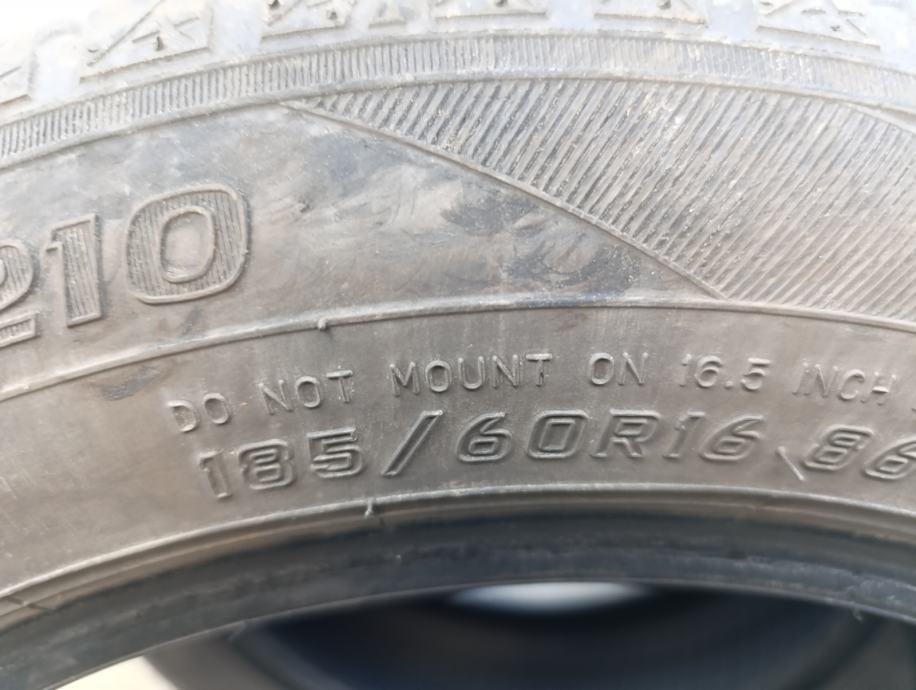 210
DO NOT MOUNT ON 16.5 INCH
185/60R16 86